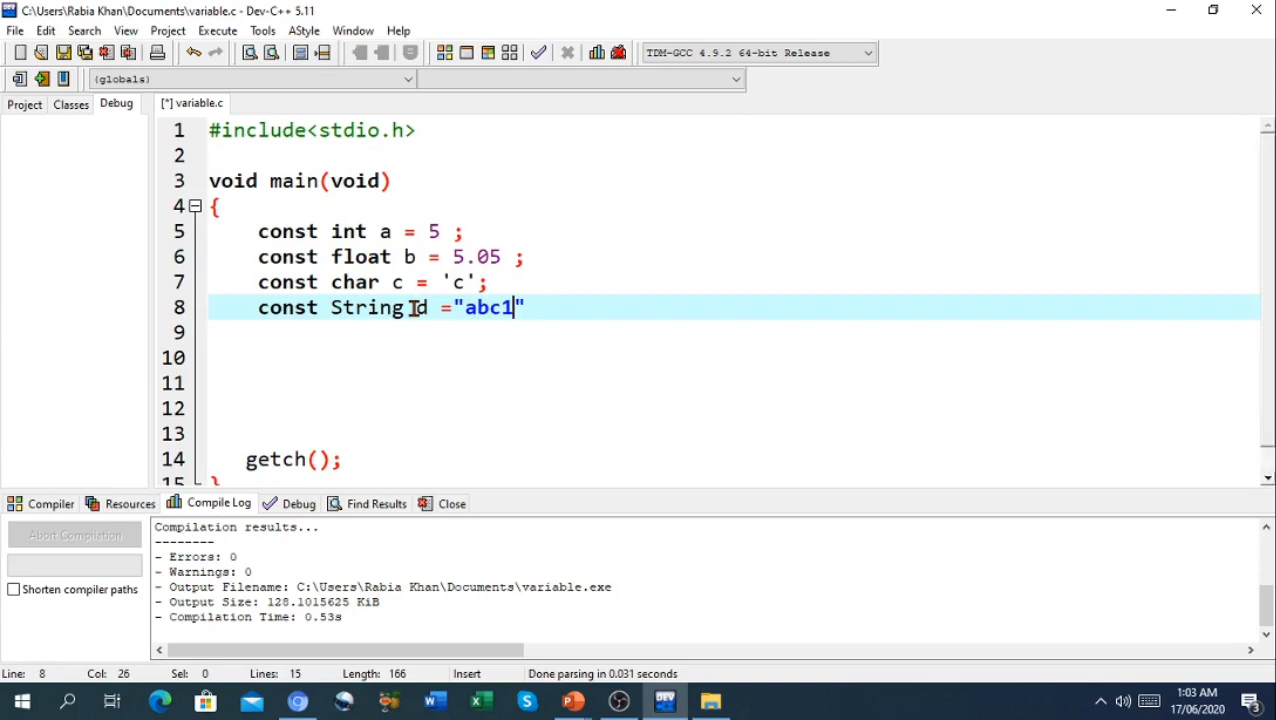 C:\Users\Rabia Khan\Documents\variable.c - Dev-C++ 5.11
File Edit Search View Project Execute Tools AStyle Window Help
TDM-GCC 4.9.2 64-bit Release
(globals)
Project Classes Debug [*] variable.c
1 #include<stdio.h>
2
3 void main(void)
4 {
5 const int a = 5 ;
6 const float b = 5.05 ;
7 const char c = 'c';
8 const String d ="abc1"
9
10
11
12
13
14 getch();
15 }
Compiler Resources Compile Log Debug Find Results Close
Abort Compilation
Shorten compiler paths
Compilation results...
--------
- Errors: 0
- Warnings: 0
- Output Filename: C:\Users\Rabia Khan\Documents\variable.exe
- Output Size: 128.1015625 KiB
- Compilation Time: 0.53s
Line: 8 Col: 26 Sel: 0 Lines: 15 Length: 166 Insert Done parsing in 0.031 seconds
1:03 AM
17/06/2020